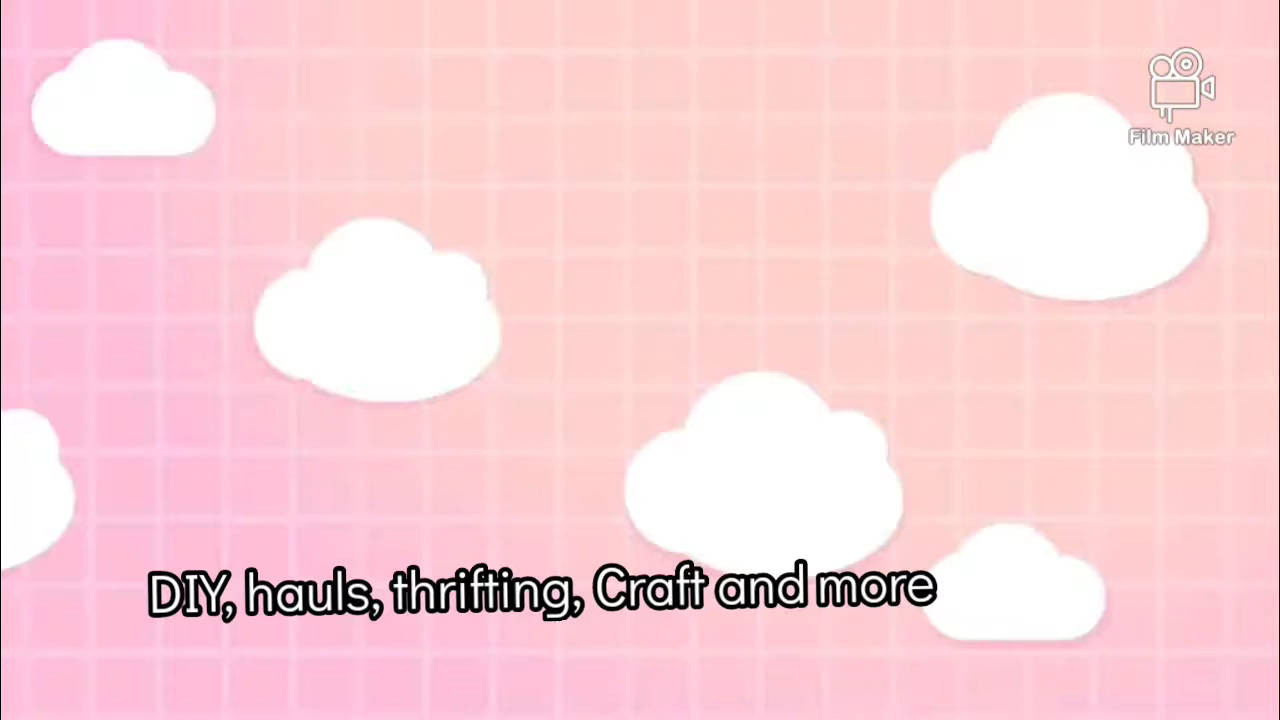 Film Maker
DIY, hauls, thrifting, Craft and more